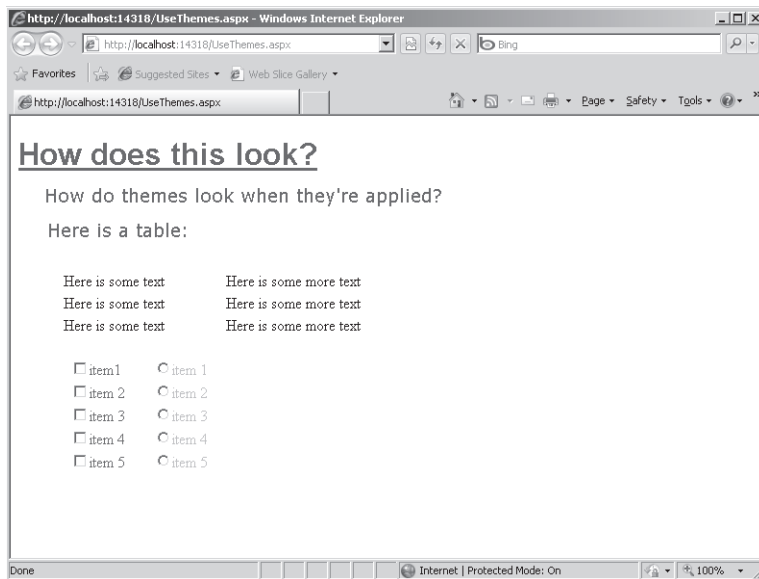 http://localhost:14318/UseThemes.aspx - Windows Internet Explorer
http://localhost:14318/UseThemes.aspx
Bing
Favorites Suggested Sites Web Slice Gallery
http://localhost:14318/UseThemes.aspx
Page Safety Tools
How does this look?
How do themes look when they're applied?
Here is a table:
Here is some text Here is some more text
Here is some text Here is some more text
Here is some text Here is some more text
item1 item 1
item 2 item 2
item 3 item 3
item 4 item 4
item 5 item 5
Done Internet | Protected Mode: On 100%